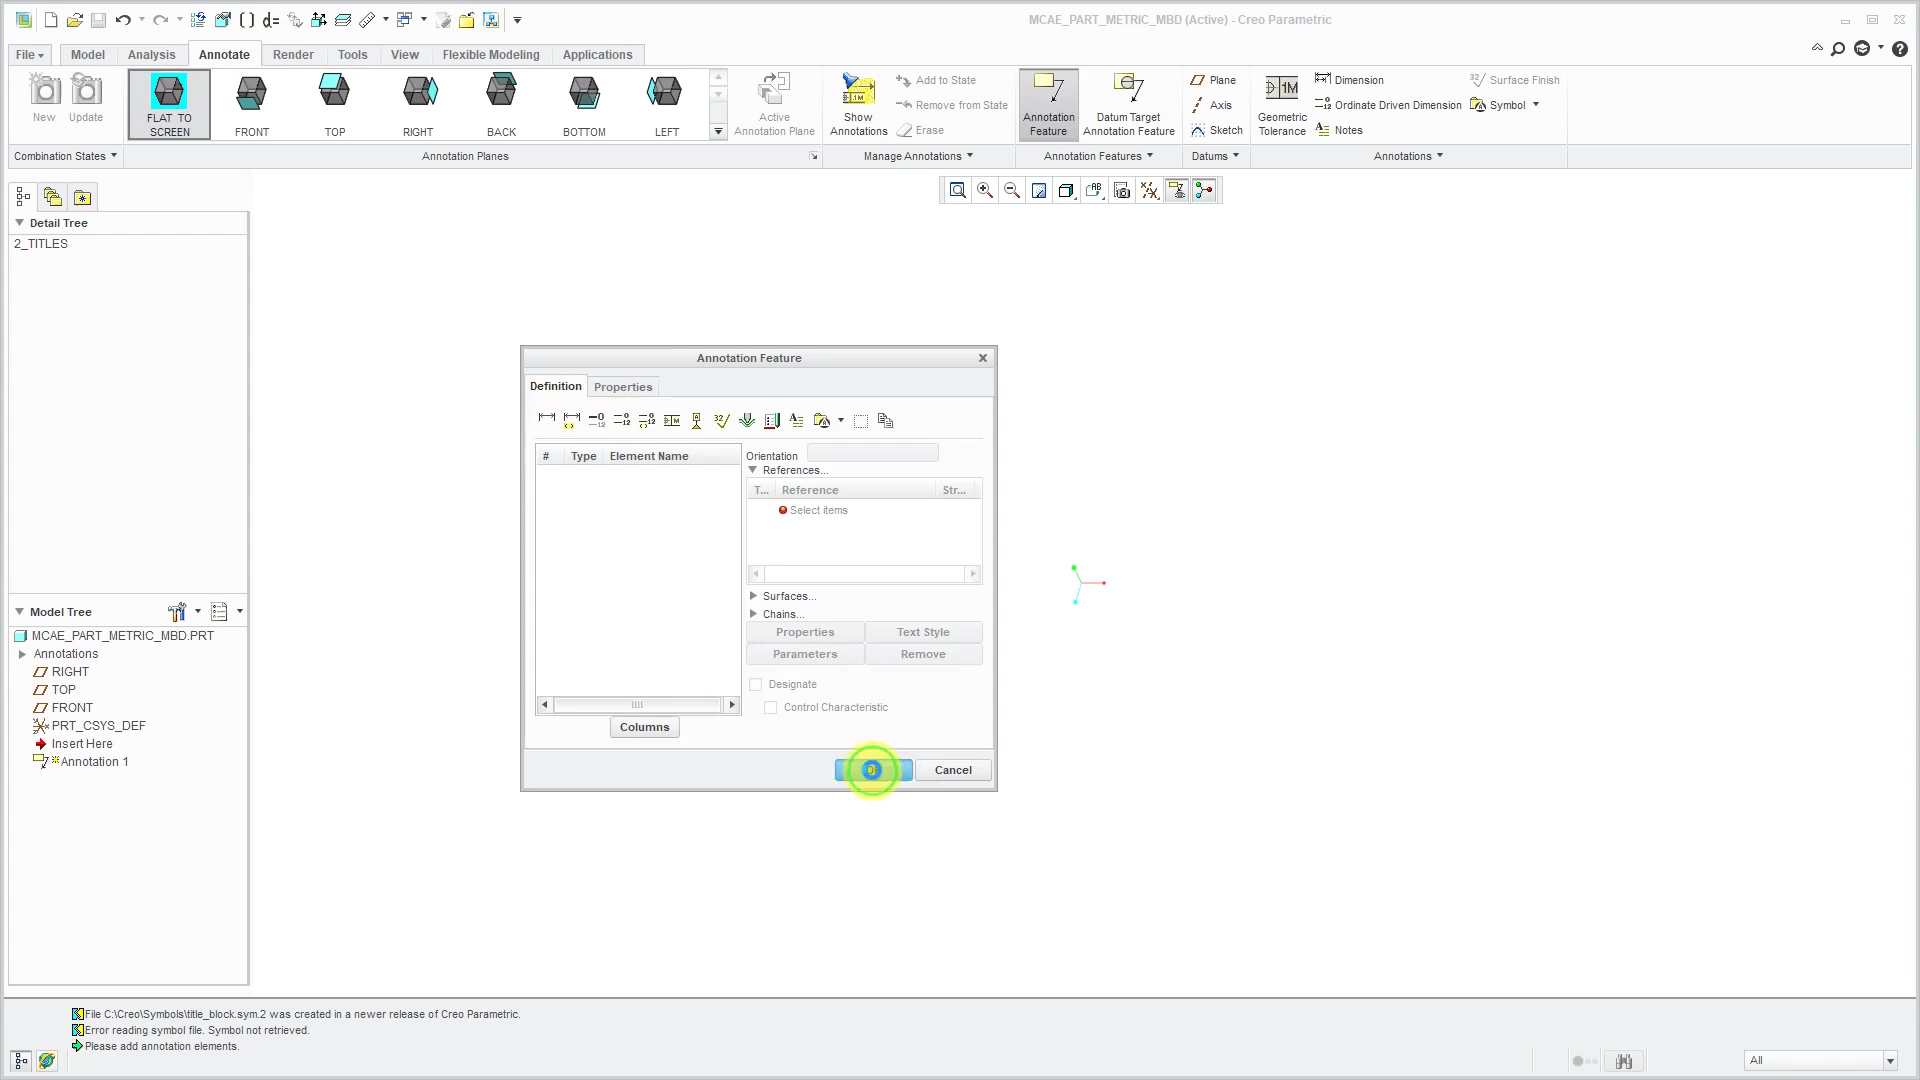 MCAE_PART_METRIC_MBD (Active) - Creo Parametric
File Model Analysis Annotate Render Tools View Flexible Modeling Applications
New Update
FLAT TO SCREEN
FRONT TOP RIGHT BACK BOTTOM LEFT
Active Annotation Plane
Show Annotations
Add to State
Remove from State
Erase
Annotation Feature
Datum Target Annotation Feature
Plane
Axis
Sketch
Geometric Tolerance
Dimension
Ordinate Driven Dimension
Notes
Surface Finish
Symbol
Combination States Annotation Planes Manage Annotations Annotation Features Datums Annotations
Detail Tree
2_TITLES
Model Tree
MCAE_PART_METRIC_MBD.PRT
Annotations
RIGHT
TOP
FRONT
PRT_CSYS_DEF
Insert Here
Annotation 1
Annotation Feature
Definition Properties
# Type Element Name
Orientation
References...
T... Reference Str...
Select items
Surfaces...
Chains...
Properties Text Style
Parameters Remove
Designate
Control Characteristic
Columns
Cancel
File C:\Creo\Symbols\title_block.sym.2 was created in a newer release of Creo Parametric.
Error reading symbol file. Symbol not retrieved.
Please add annotation elements.
All